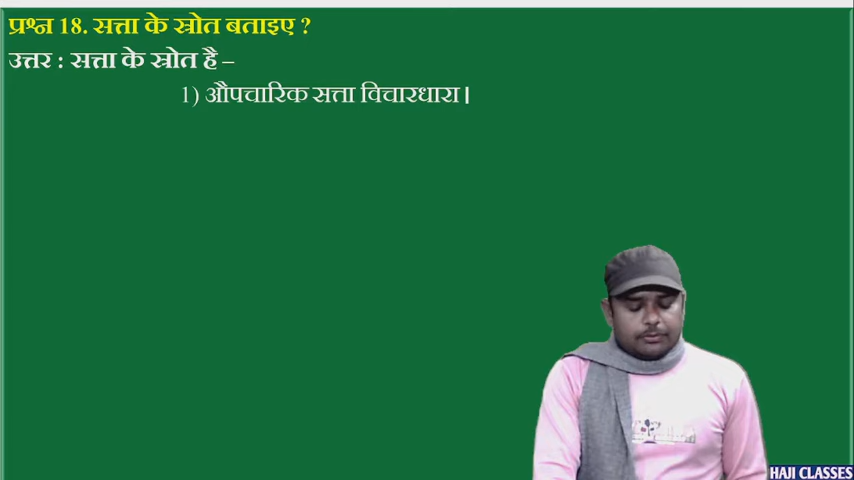 प्रश्न 18. सत्ता के स्रोत बताइए ?
उत्तर : सत्ता के स्रोत है –
1) औपचारिक सत्ता विचारधारा।
HAJI CLASSES